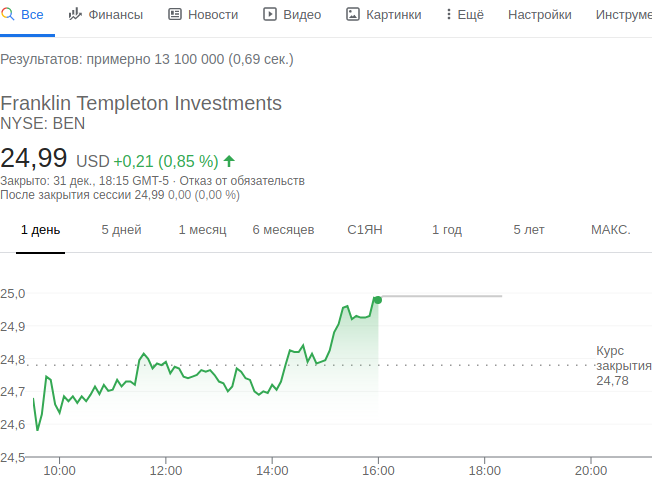 Все Финансы Новости Видео Картинки Ещё Настройки Инструме
Результатов: примерно 13 100 000 (0,69 сек.)
Franklin Templeton Investments
NYSE: BEN
24,99 USD +0,21 (0,85 %)
Закрыто: 31 дек., 18:15 GMT-5 · Отказ от обязательств
После закрытия сессии 24,99 0,00 (0,00 %)
1 день 5 дней 1 месяц 6 месяцев С1ЯН 1 год 5 лет МАКС.
25,0
24,9
24,8
24,7
24,6
24,5
Курс
закрытия
24,78
10:00 12:00 14:00 16:00 18:00 20:00